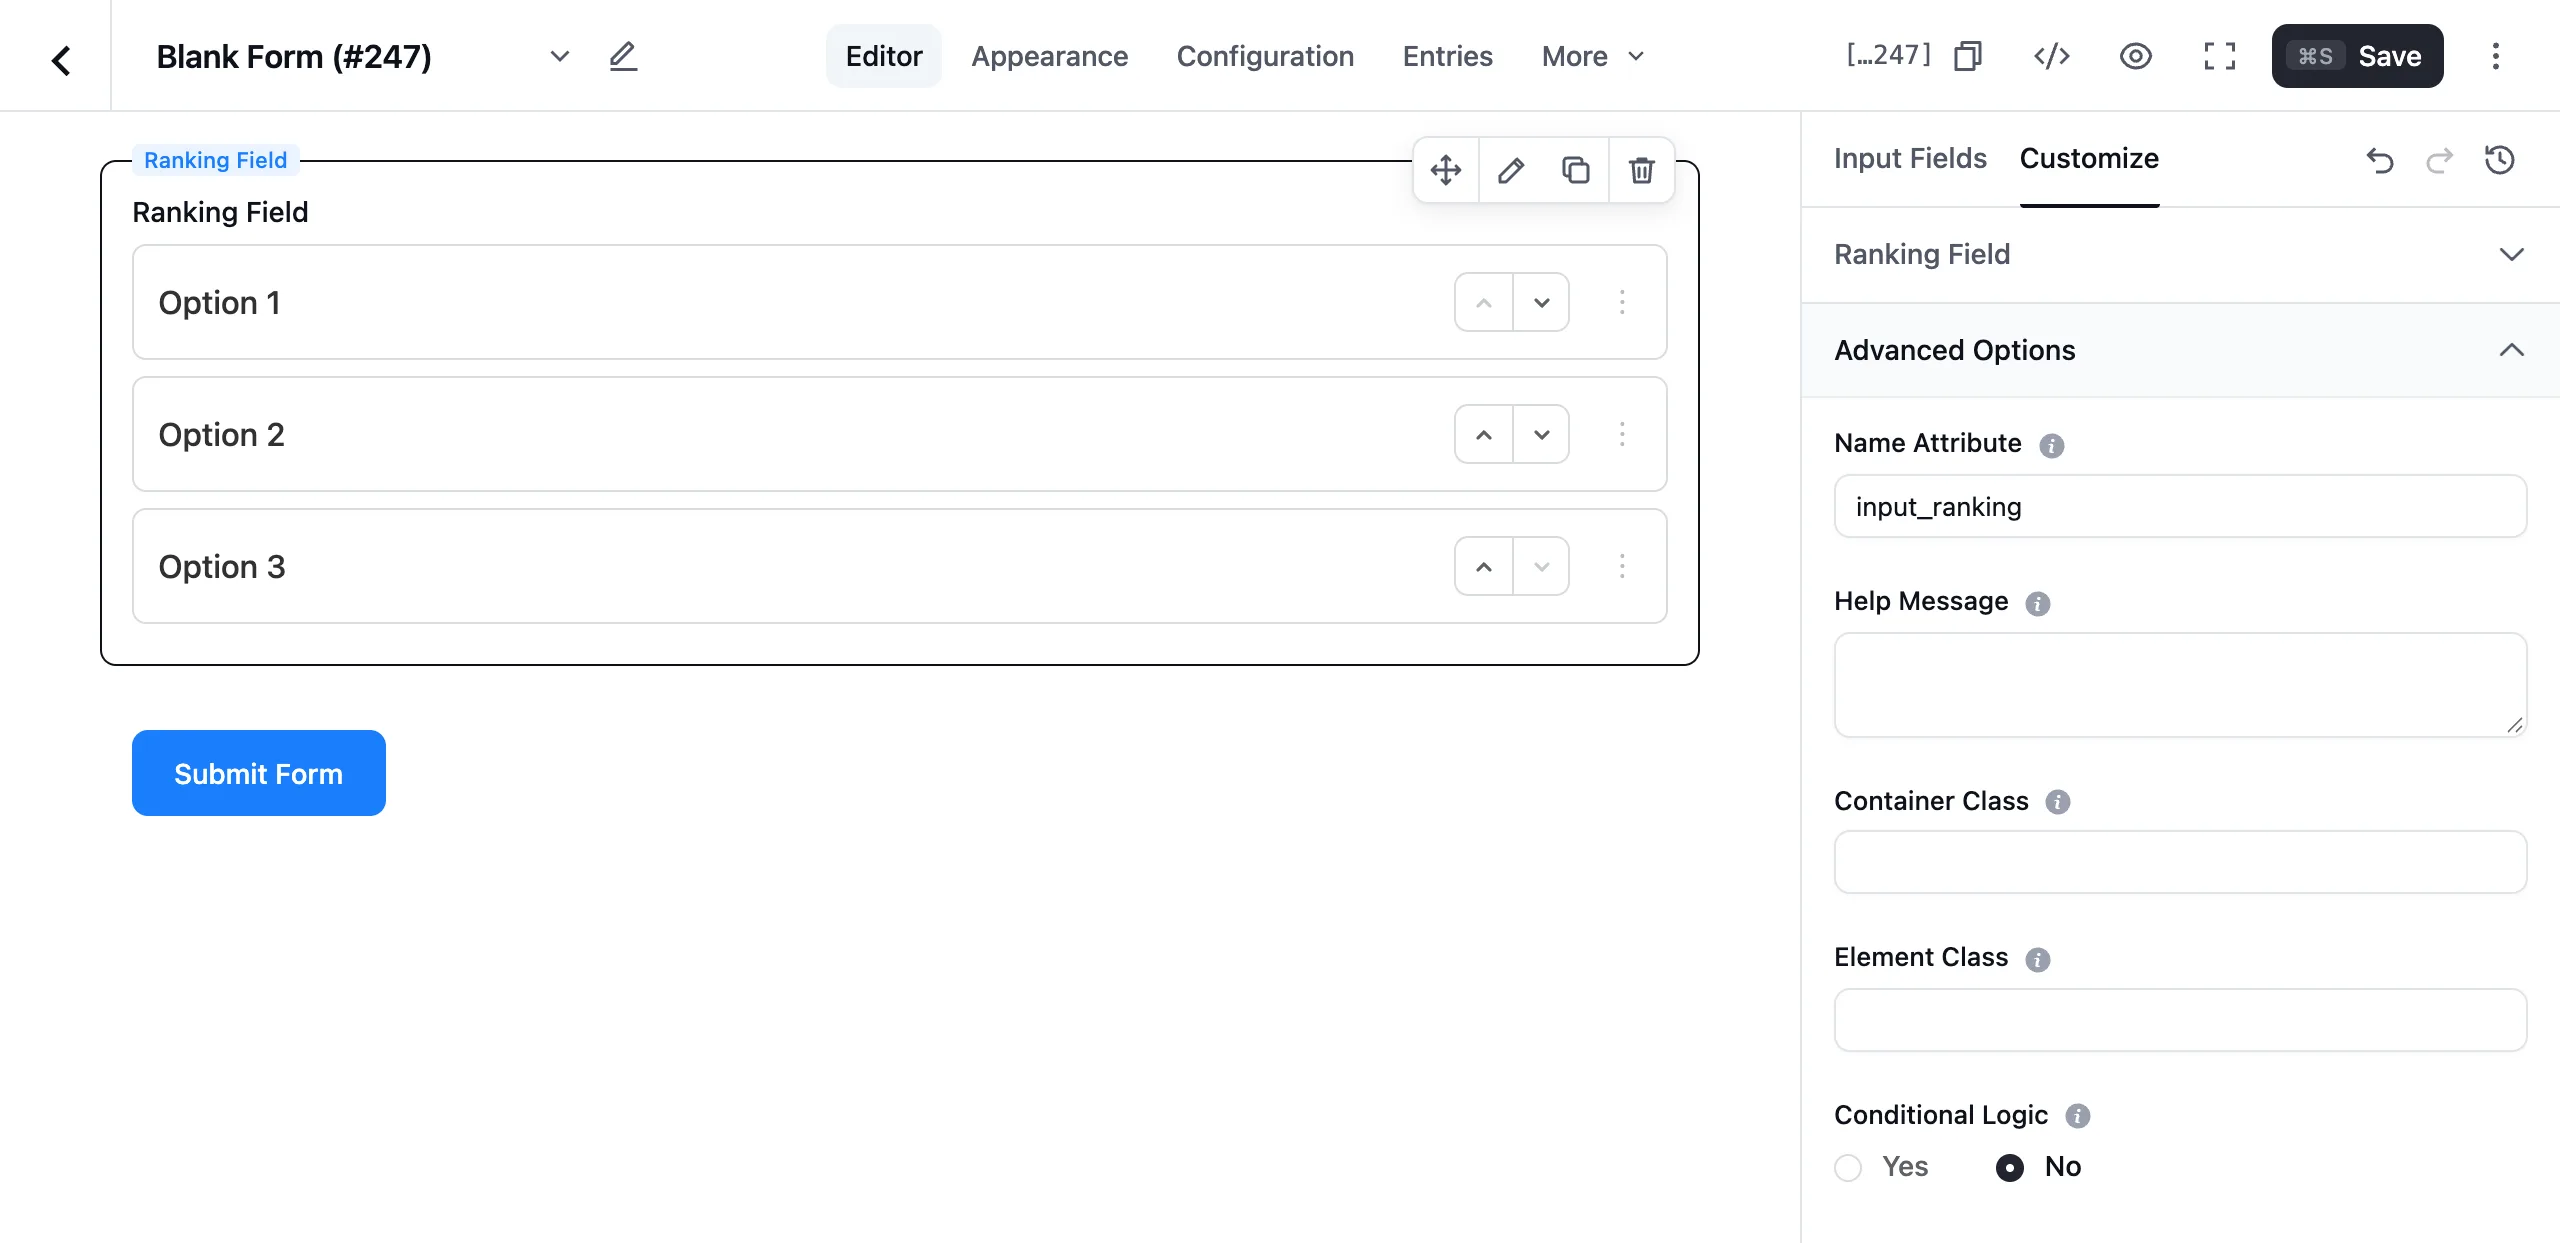 Blank Form (#247)
Editor Appearance Configuration Entries More
[...247]
⌘S Save
Ranking Field
Ranking Field
Option 1
Option 2
Option 3
Submit Form
Input Fields Customize
Ranking Field
Advanced Options
Name Attribute
input_ranking
Help Message
Container Class
Element Class
Conditional Logic
Yes No